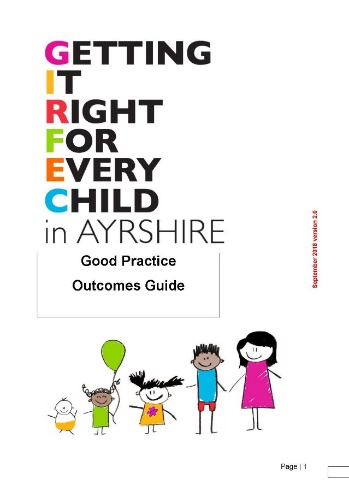 GETTING
IT
RIGHT
FOR
EVERY
CHILD
in AYRSHIRE
Good Practice
Outcomes Guide
September 2018 version 2.0
Page | 1